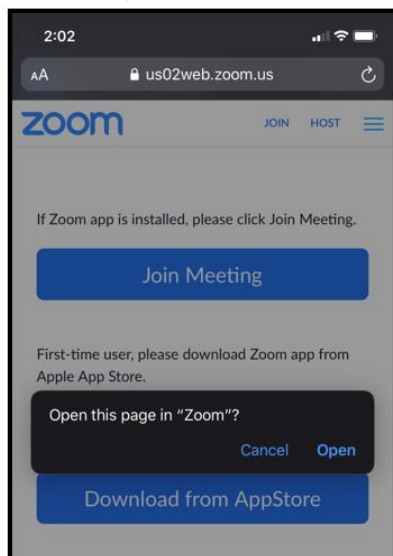 2:02
AA us02web.zoom.us
zoom JOIN HOST
If Zoom app is installed, please click Join Meeting.
Join Meeting
First-time user, please download Zoom app from
Apple App Store.
Open this page in “Zoom”?
Cancel Open
Download from AppStore